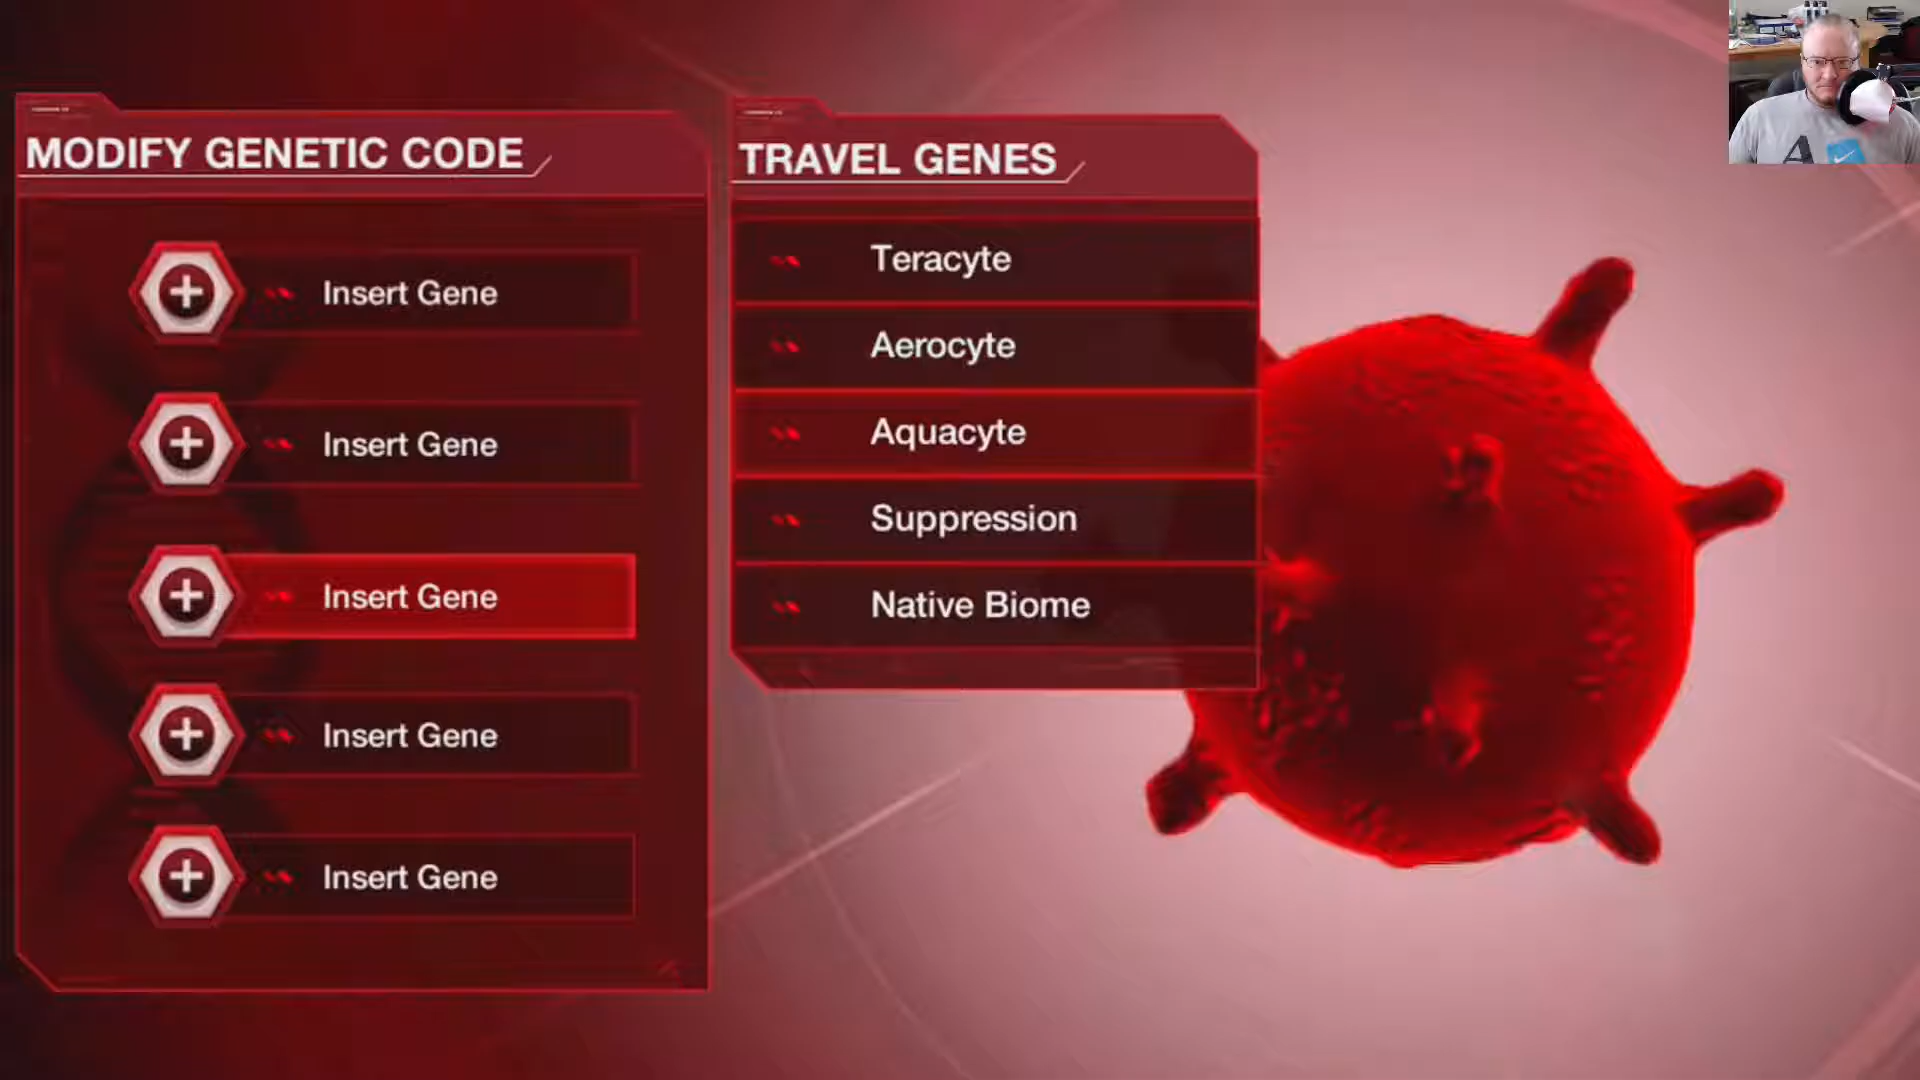 MODIFY GENETIC CODE
Insert Gene
Insert Gene
Insert Gene
Insert Gene
Insert Gene
TRAVEL GENES
Teracyte
Aerocyte
Aquacyte
Suppression
Native Biome
A